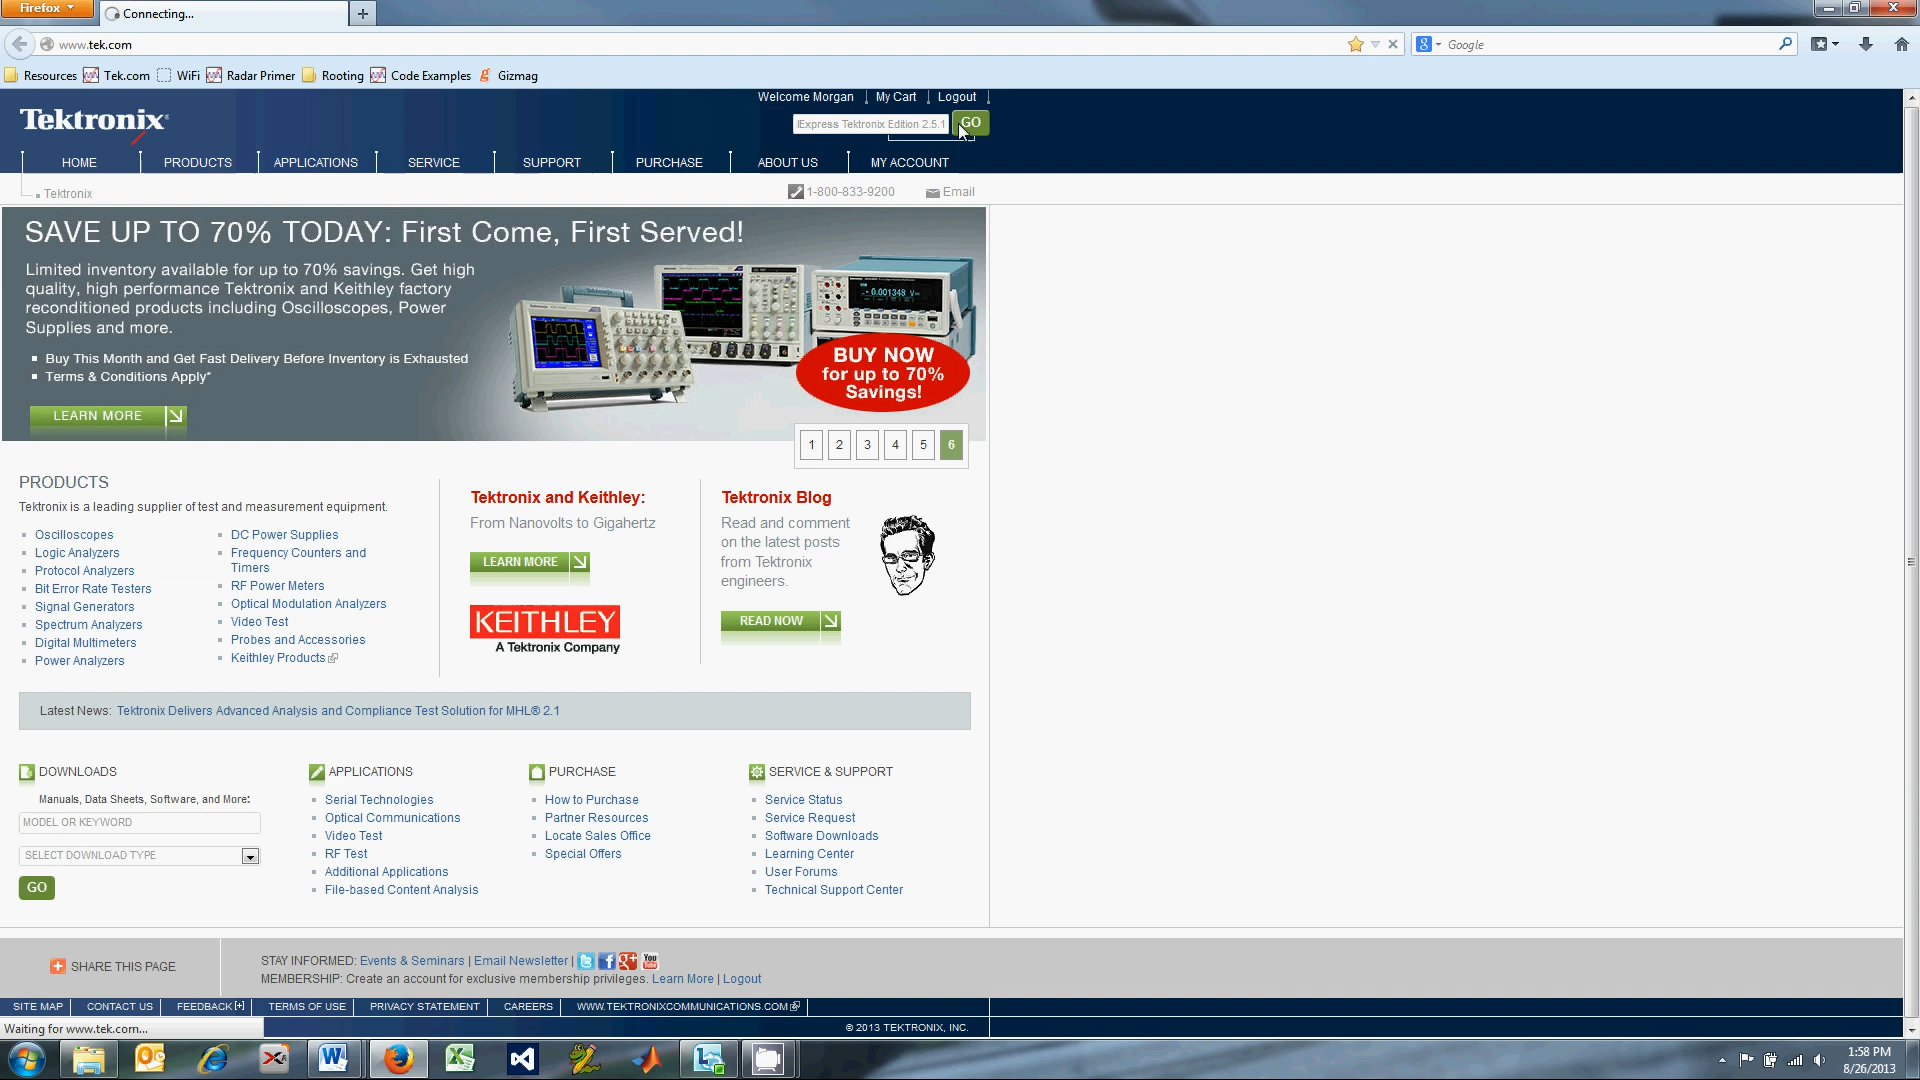 Firefox
Connecting...
www.tek.com
Google
Resources Tek.com WiFi Radar Primer Rooting Code Examples Gizmag
Welcome Morgan My Cart Logout
Tektronix®
Express Tektronix Edition 2.5.1 GO
HOME PRODUCTS APPLICATIONS SERVICE SUPPORT PURCHASE ABOUT US MY ACCOUNT
Tektronix 1-800-833-9200 Email
SAVE UP TO 70% TODAY: First Come, First Served!
Limited inventory available for up to 70% savings. Get high
quality, high performance Tektronix and Keithley factory
reconditioned products including Oscilloscopes, Power
Supplies and more.
Buy This Month and Get Fast Delivery Before Inventory is Exhausted
Terms & Conditions Apply*
LEARN MORE
BUY NOW
for up to 70%
Savings!
1 2 3 4 5 6
PRODUCTS
Tektronix is a leading supplier of test and measurement equipment.
Oscilloscopes
Logic Analyzers
Protocol Analyzers
Bit Error Rate Testers
Signal Generators
Spectrum Analyzers
Digital Multimeters
Power Analyzers
DC Power Supplies
Frequency Counters and
Timers
RF Power Meters
Optical Modulation Analyzers
Video Test
Probes and Accessories
Keithley Products
Tektronix and Keithley:
From Nanovolts to Gigahertz
LEARN MORE
KEITHLEY
A Tektronix Company
Tektronix Blog
Read and comment
on the latest posts
from Tektronix
engineers.
READ NOW
Latest News: Tektronix Delivers Advanced Analysis and Compliance Test Solution for MHL® 2.1
DOWNLOADS
Manuals, Data Sheets, Software, and More:
MODEL OR KEYWORD
SELECT DOWNLOAD TYPE
GO
APPLICATIONS
Serial Technologies
Optical Communications
Video Test
RF Test
Additional Applications
File-based Content Analysis
PURCHASE
How to Purchase
Partner Resources
Locate Sales Office
Special Offers
SERVICE & SUPPORT
Service Status
Service Request
Software Downloads
Learning Center
User Forums
Technical Support Center
SHARE THIS PAGE
STAY INFORMED: Events & Seminars | Email Newsletter |
MEMBERSHIP: Create an account for exclusive membership privileges. Learn More | Logout
SITE MAP CONTACT US FEEDBACK[+] TERMS OF USE PRIVACY STATEMENT CAREERS WWW.TEKTRONIXCOMMUNICATIONS.COM
Waiting for www.tek.com...
© 2013 TEKTRONIX, INC.
1:58 PM
8/26/2013